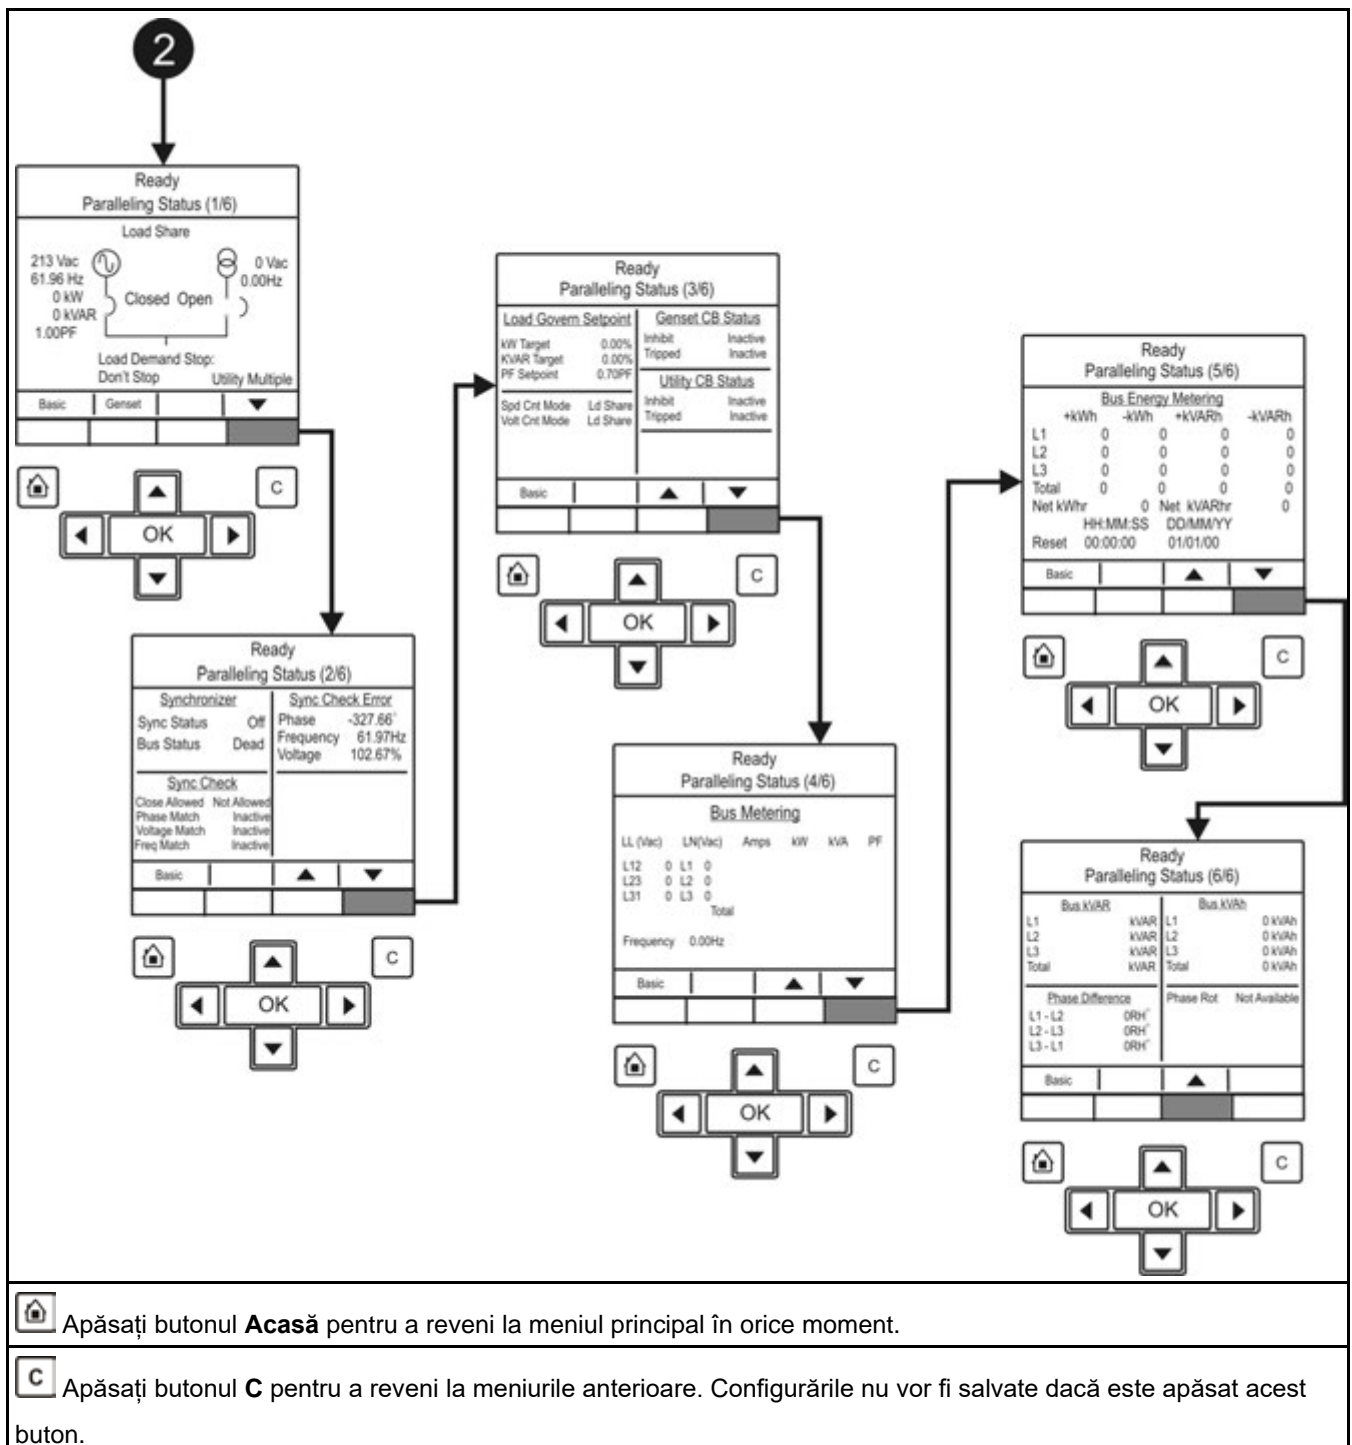 2
Ready
Paralleling Status (1/6)
Load Share
213 Vac 0 Vac
61.96 Hz 0.00Hz
0 kW Closed Open
0 kVAR
1.00PF
Load Demand Stop:
Don't Stop Utility Multiple
Basic Genset
C
OK
Ready
Paralleling Status (2/6)
Synchronizer Sync Check Error
Sync Status Off Phase -327.66°
Bus Status Dead Frequency 61.97Hz
Voltage 102.67%
Sync Check
Close Allowed Not Allowed
Phase Match Inactive
Voltage Match Inactive
Freq Match Inactive
Basic
C
OK
Ready
Paralleling Status (3/6)
Load Govern Setpoint Genset CB Status
kW Target 0.00% Inhibit Inactive
KVAR Target 0.00% Tripped Inactive
PF Setpoint 0.70PF
Utility CB Status
Spd Cnt Mode Ld Share Inhibit Inactive
Volt Cnt Mode Ld Share Tripped Inactive
Basic
C
OK
Ready
Paralleling Status (4/6)
Bus Metering
LL (Vac) LN(Vac) Amps kW kVA PF
L12 0 L1 0
L23 0 L2 0
L31 0 L3 0
Total
Frequency 0.00Hz
Basic
C
OK
Ready
Paralleling Status (5/6)
Bus Energy Metering
+kWh -kWh +kVARh -kVARh
L1 0 0 0 0
L2 0 0 0 0
L3 0 0 0 0
Total 0 0 0 0
Net kWhr 0 Net kVARhr 0
HH:MM:SS DD/MM/YY
Reset 00:00:00 01/01/00
Basic
C
OK
Ready
Paralleling Status (6/6)
Bus kVAR Bus kVAh
L1 kVAR L1 0 kVAh
L2 kVAR L2 0 kVAh
L3 kVAR L3 0 kVAh
Total kVAR Total 0 kVAh
Phase Difference Phase Rot Not Available
L1 - L2 0RH°
L2 - L3 0RH°
L3 - L1 0RH°
Basic
C
OK
Apăsați butonul Acasă pentru a reveni la meniul principal în orice moment.
C Apăsați butonul C pentru a reveni la meniurile anterioare. Configurările nu vor fi salvate dacă este apăsat acest
buton.